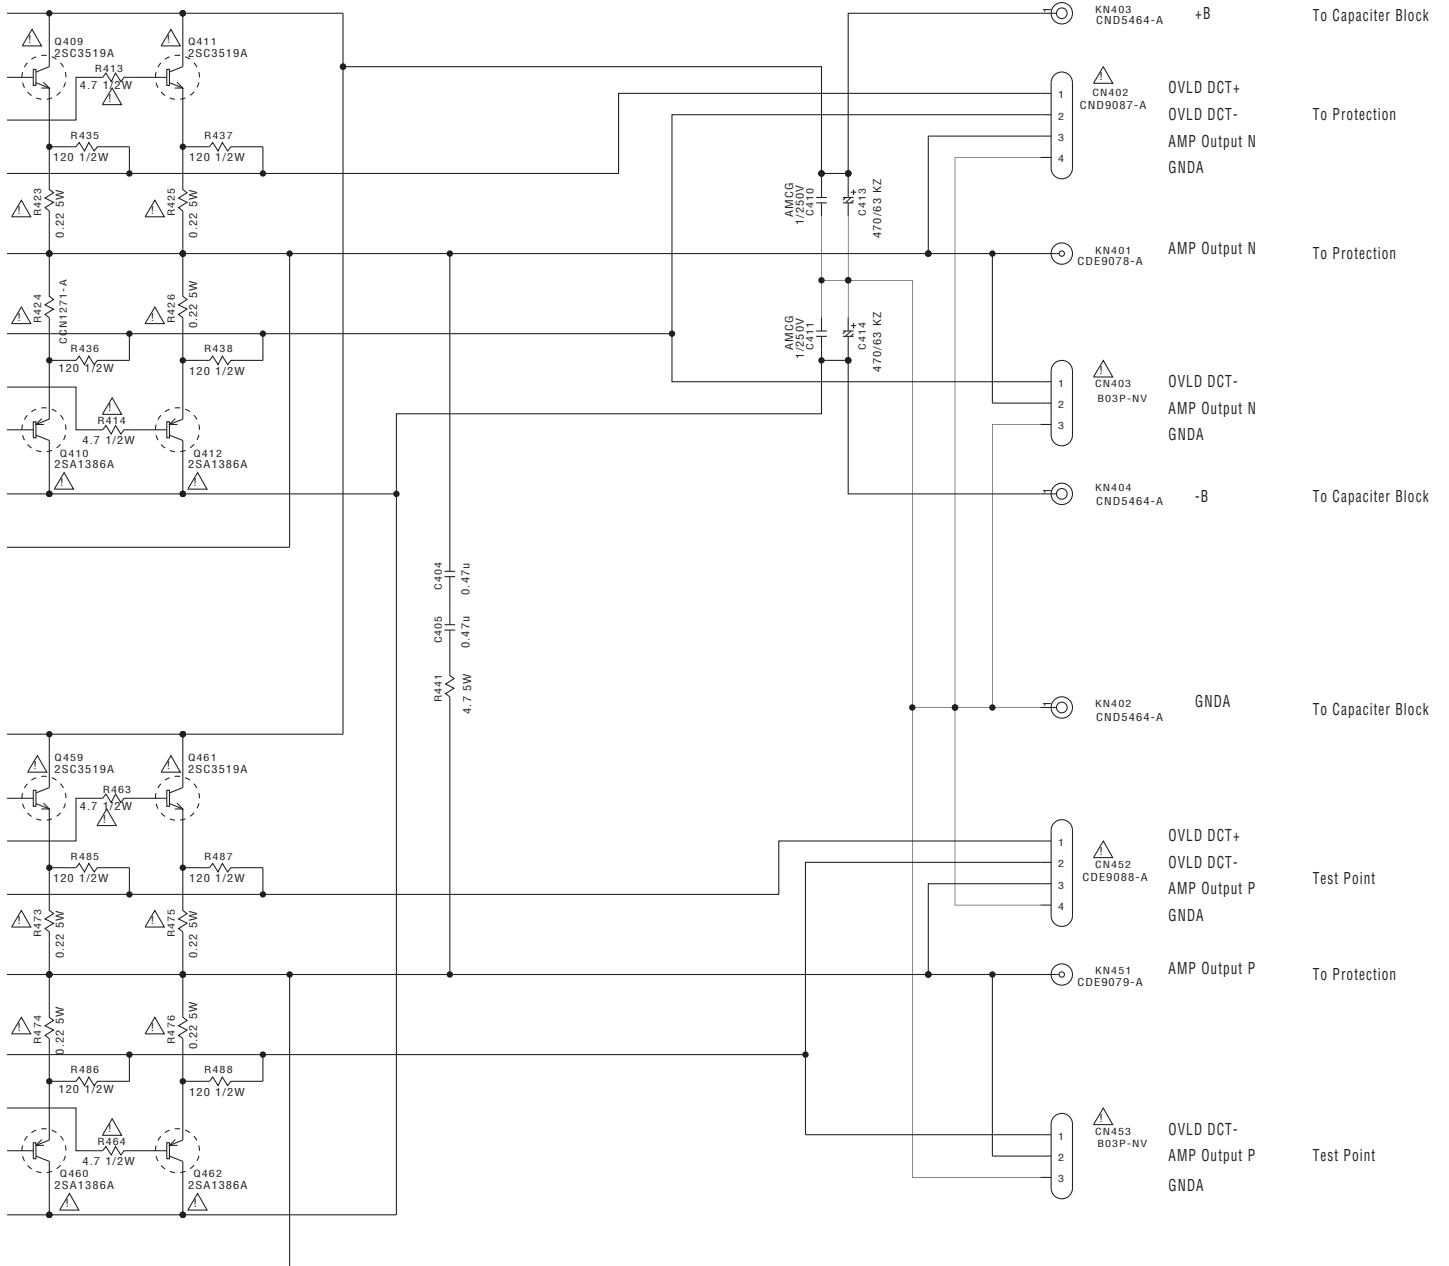 KN403
CND5464-A
+B
To Capaciter Block
Q409
2SC3519A
Q411
2SC3519A
R413
4.7 1/2W
CN402
CND9087-A
1
2
3
4
OVLD DCT+
OVLD DCT-
AMP Output N
GNDA
To Protection
R435
120 1/2W
R437
120 1/2W
R423
0.22 5W
R425
0.22 5W
AMCG
1/250V
C410
+
C413
470/63 KZ
KN401
CDE9078-A
AMP Output N
To Protection
R424
CCN1271-A
R426
0.22 5W
AMCG
1/250V
C411
+
C414
470/63 KZ
R436
120 1/2W
R438
120 1/2W
CN403
B03P-NV
1
2
3
OVLD DCT-
AMP Output N
GNDA
R414
4.7 1/2W
Q410
2SA1386A
Q412
2SA1386A
KN404
CND5464-A
-B
To Capaciter Block
C404
0.47u
C405
0.47u
R441
4.7 5W
KN402
CND5464-A
GNDA
To Capaciter Block
Q459
2SC3519A
Q461
2SC3519A
R463
4.7 1/2W
CN452
CDE9088-A
1
2
3
4
OVLD DCT+
OVLD DCT-
AMP Output P
GNDA
Test Point
R485
120 1/2W
R487
120 1/2W
R473
0.22 5W
R475
0.22 5W
KN451
CDE9079-A
AMP Output P
To Protection
R474
0.22 5W
R476
0.22 5W
R486
120 1/2W
R488
120 1/2W
CN453
B03P-NV
1
2
3
OVLD DCT-
AMP Output P
GNDA
Test Point
R464
4.7 1/2W
Q460
2SA1386A
Q462
2SA1386A